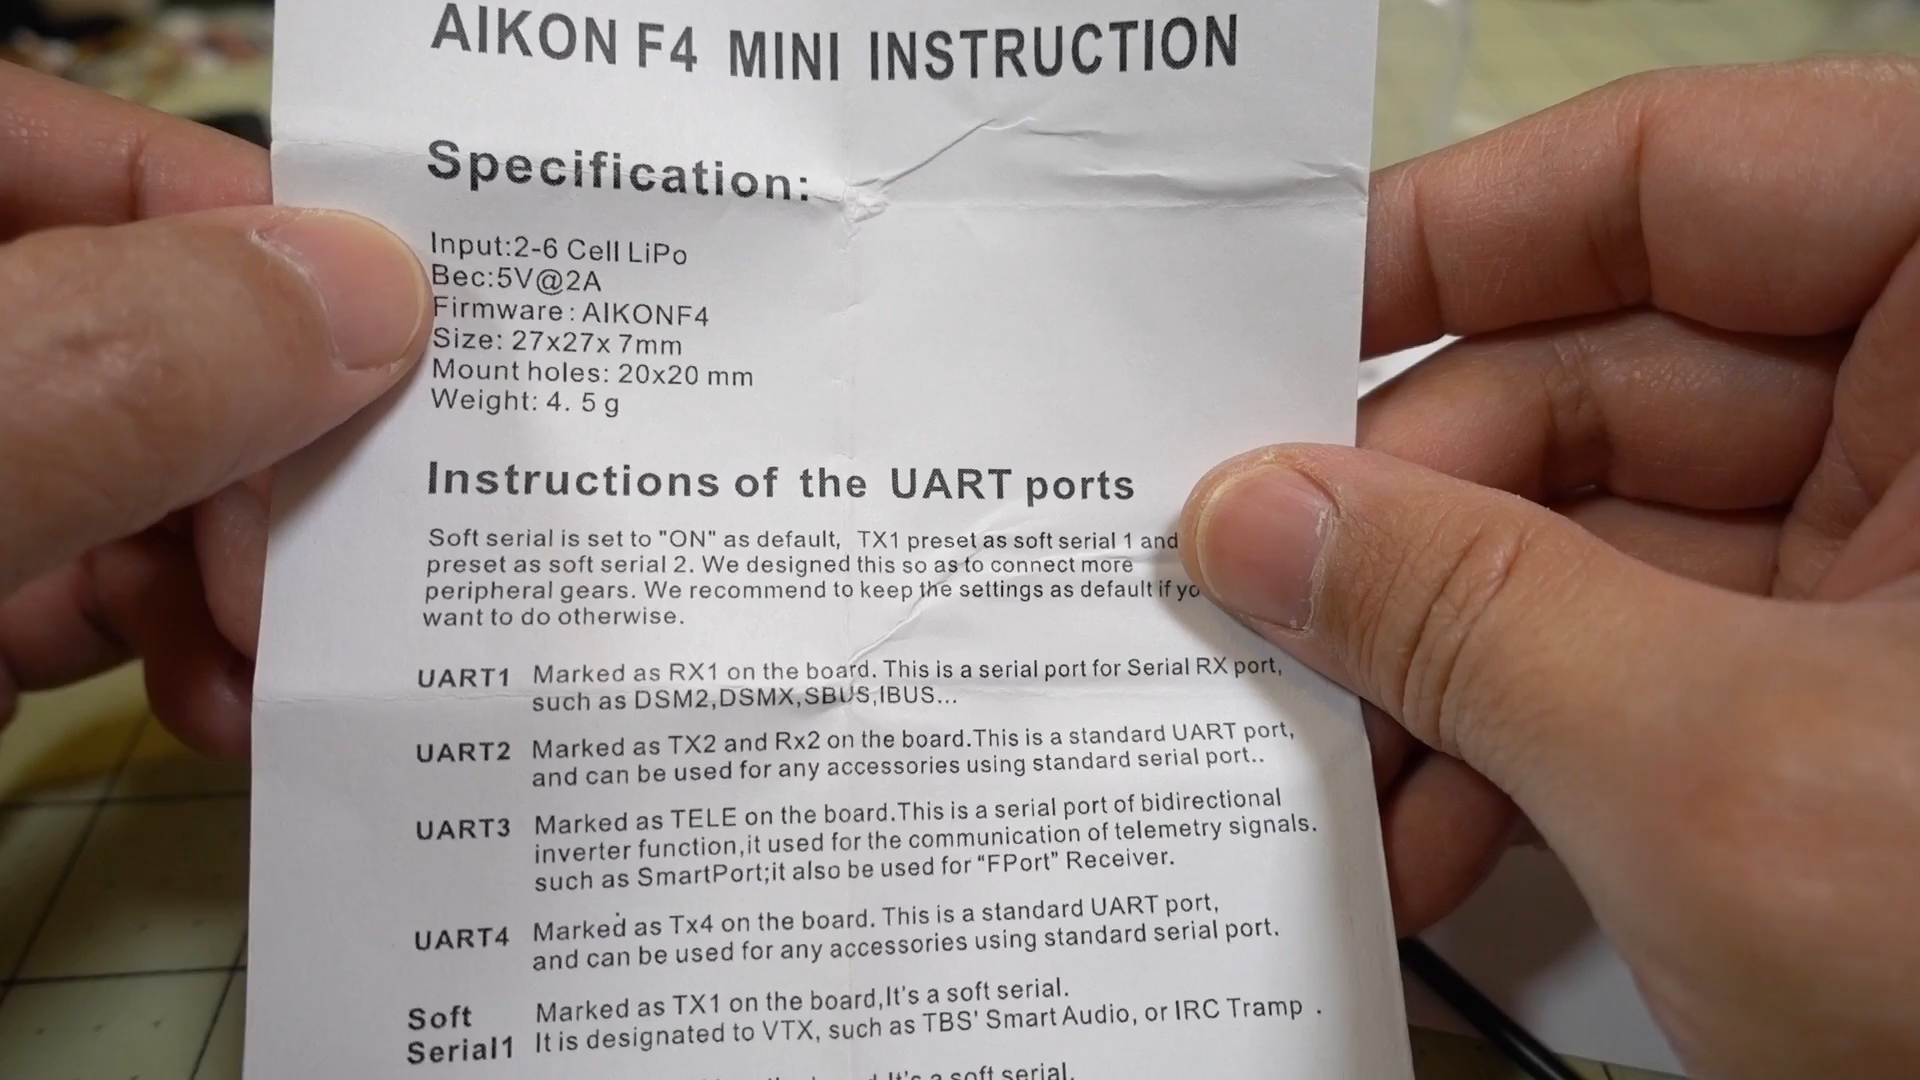 AIKON F4 MINI INSTRUCTION
Specification:
Input:2-6 Cell LiPo
Bec:5V@2A
Firmware: AIKONF4
Size: 27x27x7mm
Mount holes: 20x20 mm
Weight: 4. 5 g
Instructions of the UART ports
Soft serial is set to "ON" as default, TX1 preset as soft serial 1 and
preset as soft serial 2. We designed this so as to connect more
peripheral gears. We recommend to keep the settings as default if
want to do otherwise.
UART1 Marked as RX1 on the board. This is a serial port for Serial RX port,
such as DSM2,DSMX,SBUS,IBUS...
UART2 Marked as TX2 and Rx2 on the board.This is a standard UART port,
and can be used for any accessories using standard serial port..
UART3 Marked as TELE on the board.This is a serial port of bidirectional
inverter function,it used for the communication of telemetry signals.
such as SmartPort;it also be used for "FPort" Receiver.
UART4 Marked as Tx4 on the board. This is a standard UART port,
and can be used for any accessories using standard serial port.
Soft Serial1 Marked as TX1 on the board,It's a soft serial.
It is designated to VTX, such as TBS' Smart Audio, or IRC Tramp .
It's a soft serial.